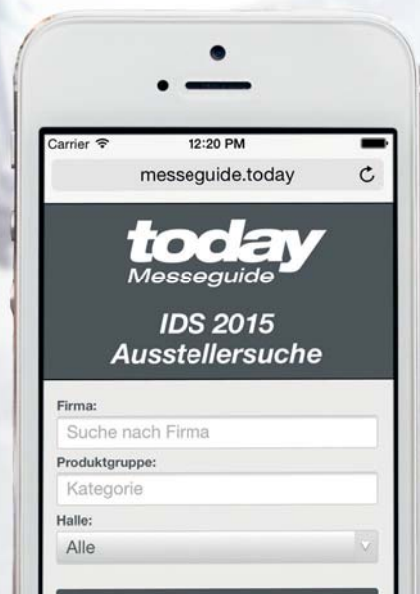 Carrier 12:20 PM
messeguide.today
today
Messeguide
IDS 2015
Ausstellersuche
Firma:
Suche nach Firma
Produktgruppe:
Kategorie
Halle:
Alle